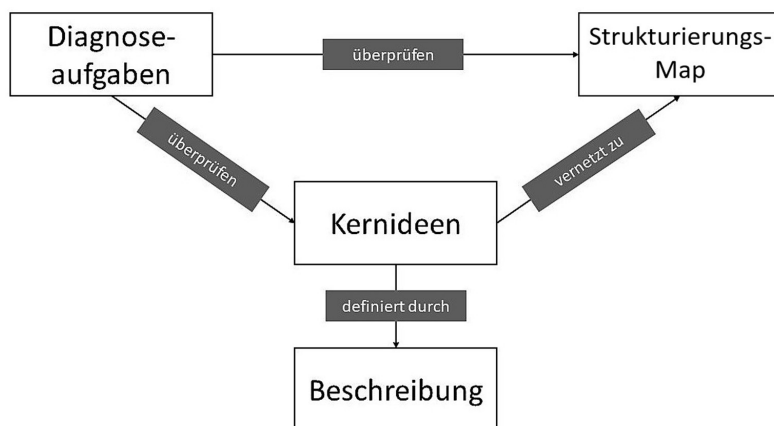 Diagnose-
aufgaben
überprüfen
Strukturierungs-
Map
überprüfen
vernetzt zu
Kernideen
definiert durch
Beschreibung